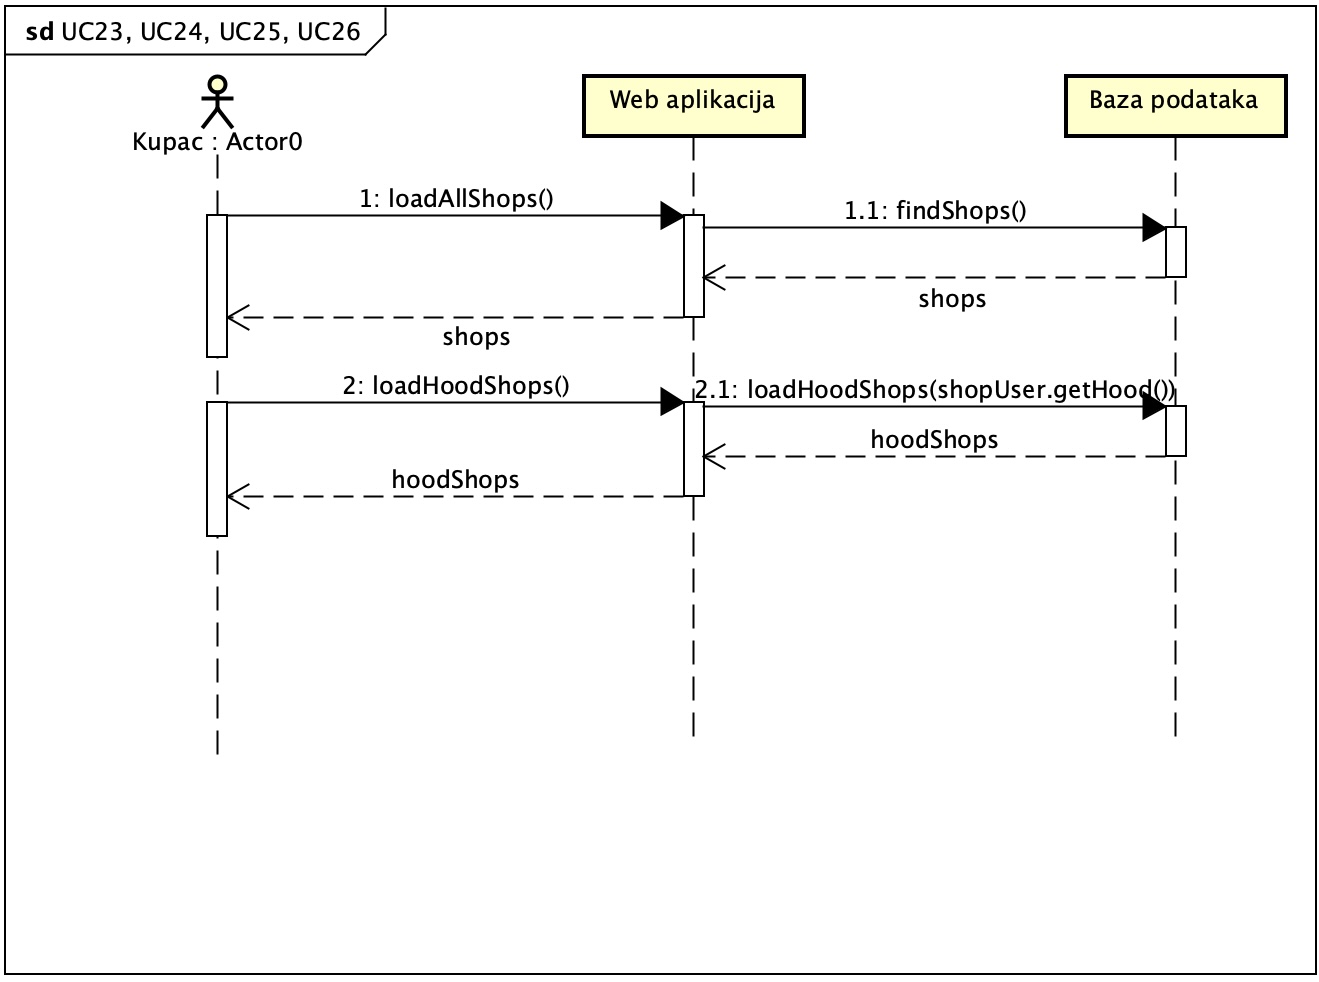 sd UC23, UC24, UC25, UC26
Kupac : Actor0
Web aplikacija
Baza podataka
1: loadAllShops()
1.1: findShops()
shops
shops
2: loadHoodShops()
2.1: loadHoodShops(shopUser.getHood())
hoodShops
hoodShops